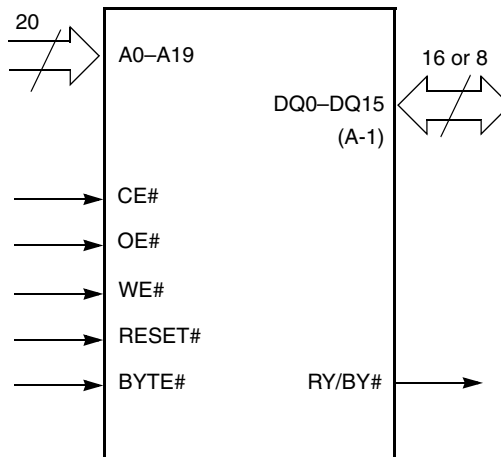 20
A0–A19
16 or 8
DQ0–DQ15
(A-1)
CE#
OE#
WE#
RESET#
BYTE#
RY/BY#